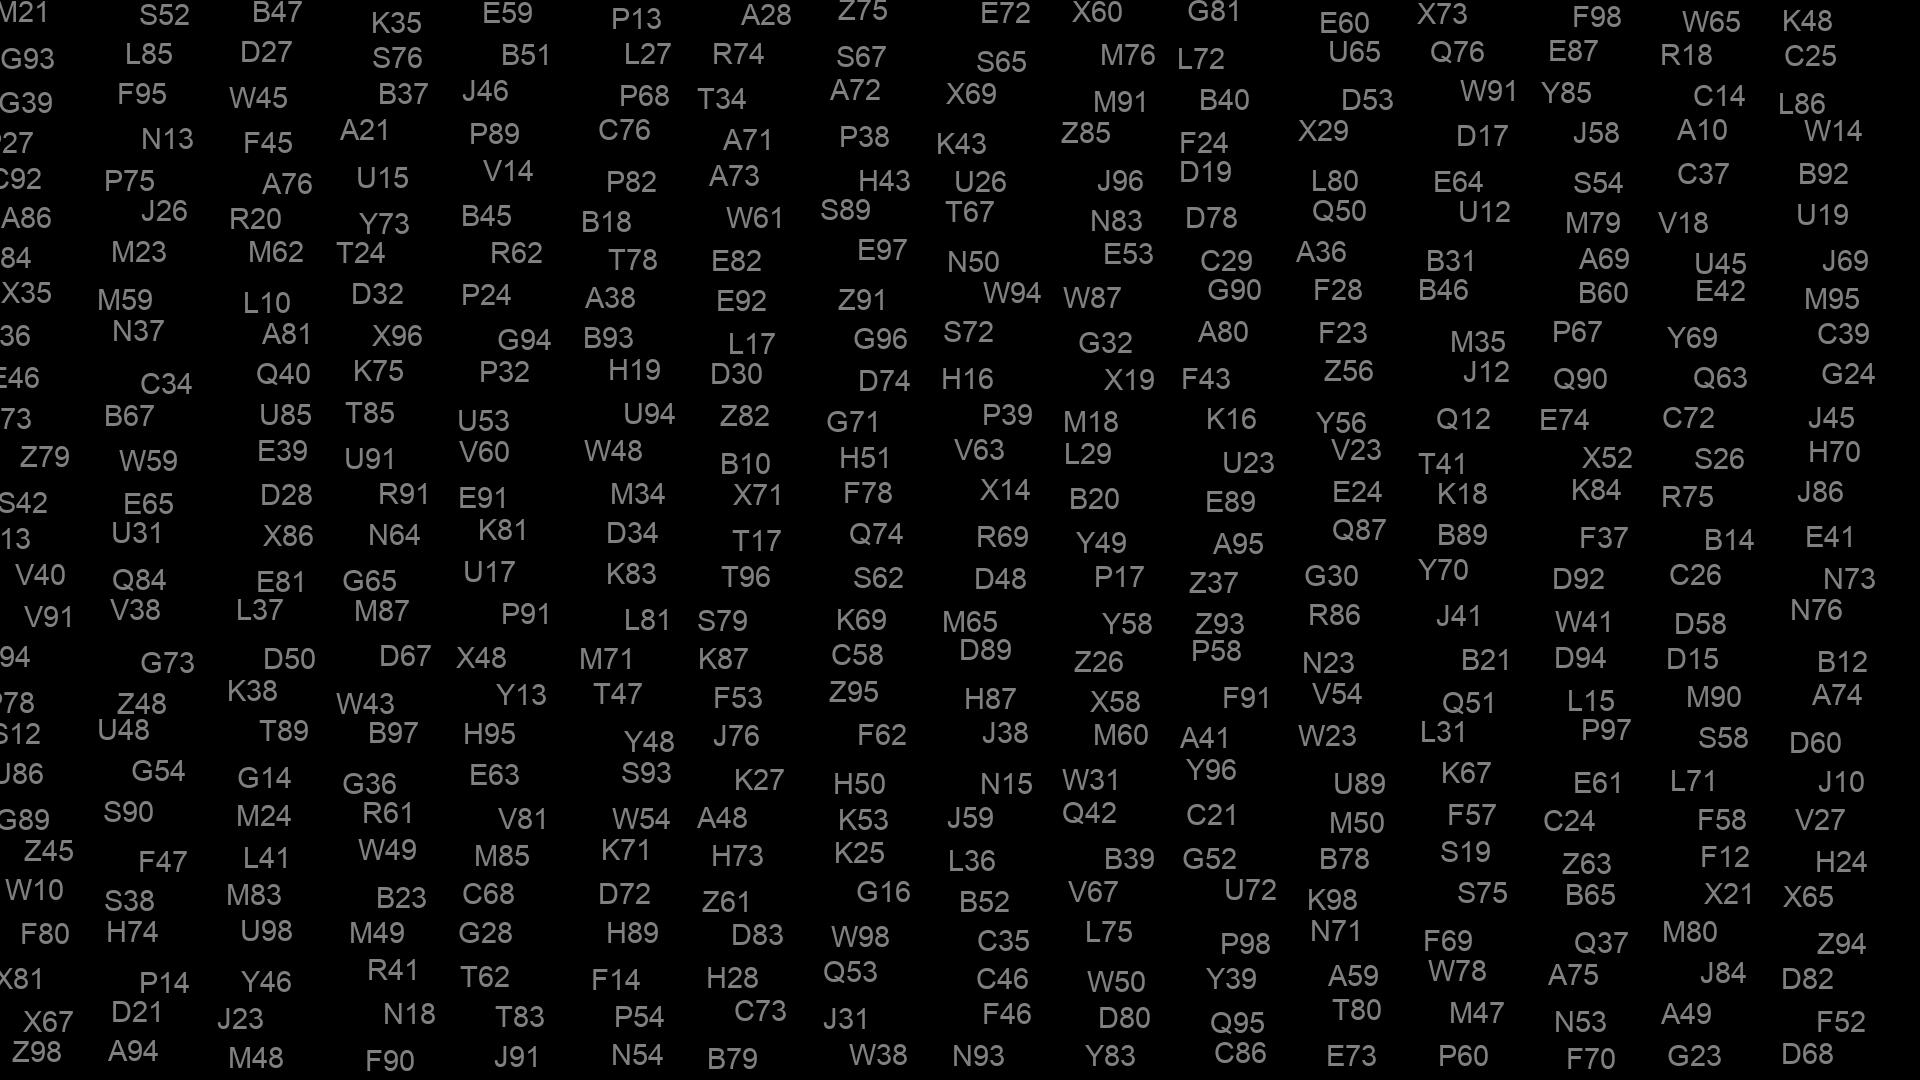 M21 S52 B47 K35 E59 P13 A28 Z75 E72 X60 G81 E60 X73 F98 W65 K48
G93 L85 D27 S76 B51 L27 R74 S67 S65 M76 L72 U65 Q76 E87 R18 C25
G39 F95 W45 B37 J46 P68 T34 A72 X69 M91 B40 D53 W91 Y85 C14 L86
27 N13 F45 A21 P89 C76 A71 P38 K43 Z85 F24 X29 D17 J58 A10 W14
C92 P75 A76 U15 V14 P82 A73 H43 U26 J96 D19 L80 E64 S54 C37 B92
A86 J26 R20 Y73 B45 B18 W61 S89 T67 N83 D78 Q50 U12 M79 V18 U19
84 M23 M62 T24 R62 T78 E82 E97 N50 E53 C29 A36 B31 A69 U45 J69
X35 M59 L10 D32 P24 A38 E92 Z91 W94 W87 G90 F28 B46 B60 E42 M95
36 N37 A81 X96 G94 B93 L17 G96 S72 G32 A80 F23 M35 P67 Y69 C39
E46 C34 Q40 K75 P32 H19 D30 D74 H16 X19 F43 Z56 J12 Q90 Q63 G24
73 B67 U85 T85 U53 U94 Z82 G71 P39 M18 K16 Y56 Q12 E74 C72 J45
Z79 W59 E39 U91 V60 W48 B10 H51 V63 L29 U23 V23 T41 X52 S26 H70
S42 E65 D28 R91 E91 M34 X71 F78 X14 B20 E89 E24 K18 K84 R75 J86
13 U31 X86 N64 K81 D34 T17 Q74 R69 Y49 A95 Q87 B89 F37 B14 E41
V40 Q84 E81 G65 U17 K83 T96 S62 D48 P17 Z37 G30 Y70 D92 C26 N73
V91 V38 L37 M87 P91 L81 S79 K69 M65 Y58 Z93 R86 J41 W41 D58 N76
94 G73 D50 D67 X48 M71 K87 C58 D89 Z26 P58 N23 B21 D94 D15 B12
P78 Z48 K38 W43 Y13 T47 F53 Z95 H87 X58 F91 V54 Q51 L15 M90 A74
S12 U48 T89 B97 H95 Y48 J76 F62 J38 M60 A41 W23 L31 P97 S58 D60
U86 G54 G14 G36 E63 S93 K27 H50 N15 W31 Y96 U89 K67 E61 L71 J10
G89 S90 M24 R61 V81 W54 A48 K53 J59 Q42 C21 M50 F57 C24 F58 V27
Z45 F47 L41 W49 M85 K71 H73 K25 L36 B39 G52 B78 S19 Z63 F12 H24
W10 S38 M83 B23 C68 D72 Z61 G16 B52 V67 U72 K98 S75 B65 X21 X65
F80 H74 U98 M49 G28 H89 D83 W98 C35 L75 P98 N71 F69 Q37 M80 Z94
X81 P14 Y46 R41 T62 F14 H28 Q53 C46 W50 Y39 A59 W78 A75 J84 D82
X67 D21 J23 N18 T83 P54 C73 J31 F46 D80 Q95 T80 M47 N53 A49 F52
Z98 A94 M48 F90 J91 N54 B79 W38 N93 Y83 C86 E73 P60 F70 G23 D68